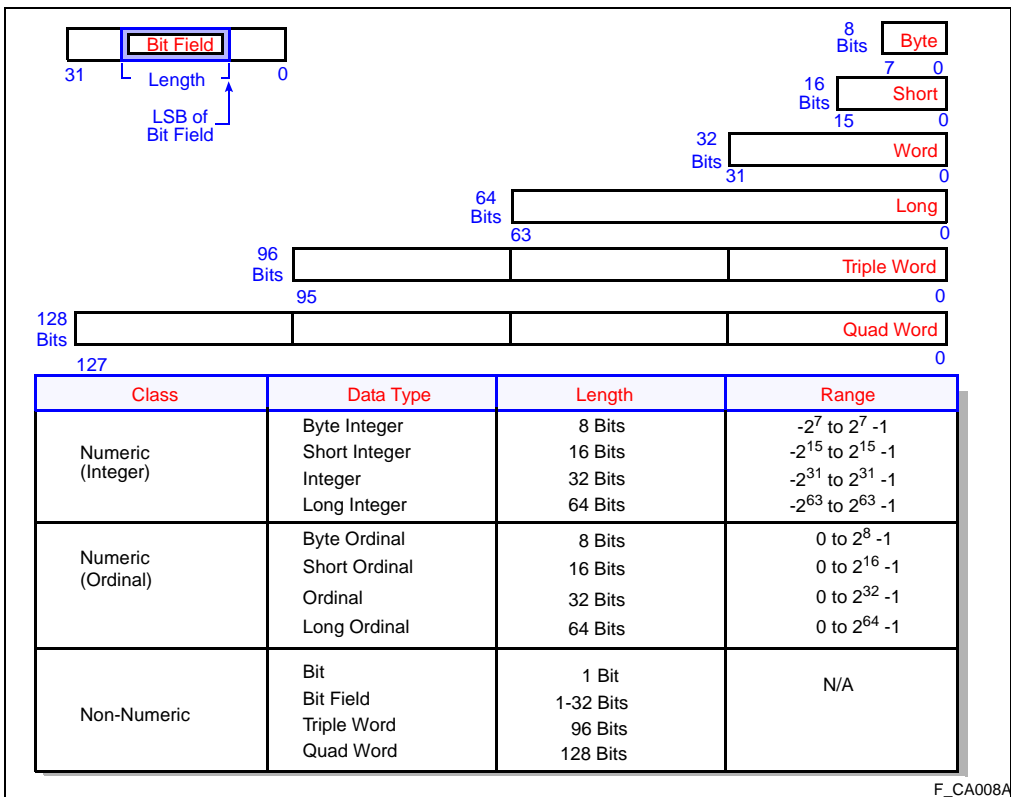 Bit Field
31
Length
0
LSB of
Bit Field
8
Bits
Byte
7 0
16
Bits
Short
15 0
32
Bits
Word
31 0
64
Bits
Long
63 0
96
Bits
Triple Word
95 0
128
Bits
Quad Word
127 0
Class Data Type Length Range
Numeric
(Integer)
Byte Integer 8 Bits -2^7 to 2^7 -1
Short Integer 16 Bits -2^15 to 2^15 -1
Integer 32 Bits -2^31 to 2^31 -1
Long Integer 64 Bits -2^63 to 2^63 -1
Numeric
(Ordinal)
Byte Ordinal 8 Bits 0 to 2^8 -1
Short Ordinal 16 Bits 0 to 2^16 -1
Ordinal 32 Bits 0 to 2^32 -1
Long Ordinal 64 Bits 0 to 2^64 -1
Non-Numeric
Bit 1 Bit N/A
Bit Field 1-32 Bits
Triple Word 96 Bits
Quad Word 128 Bits
F_CA008A